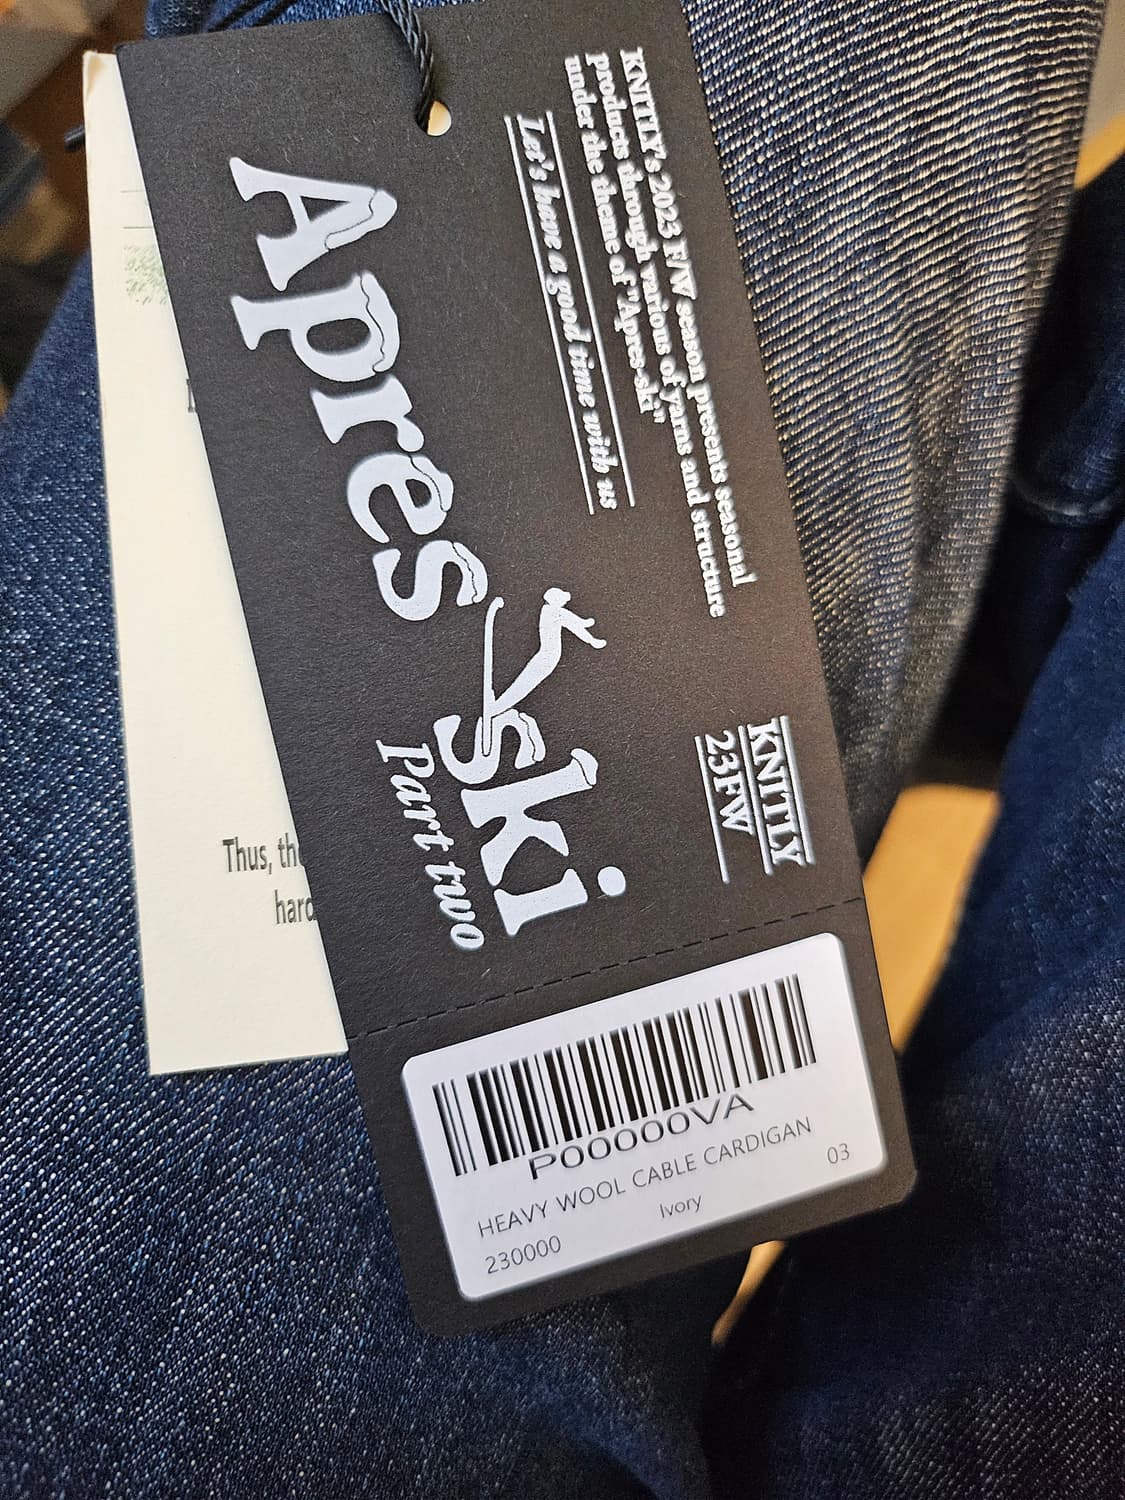 KNITLY's 2023 F/W season presents seasonal
products through various of yarns and structure
under the theme of "Apres-ski"
Let's have a good time with us
Apres
ski
Part two
KNITLY
23FW
P00000VA
HEAVY WOOL CABLE CARDIGAN
Ivory
230000
03
Thus, the
hard